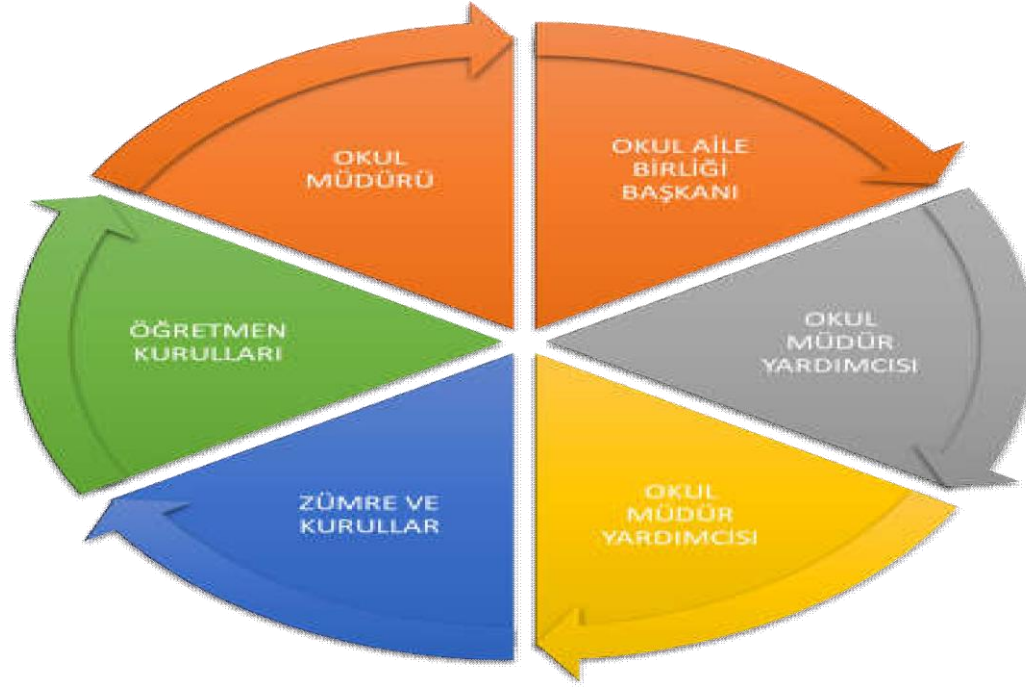 OKUL
MÜDÜRÜ
OKUL AİLE
BİRLİĞİ
BAŞKANI
OKUL
MÜDÜR
YARDIMCISI
OKUL
MÜDÜR
YARDIMCISI
ZÜMRE VE
KURULLAR
ÖĞRETMEN
KURULLARI